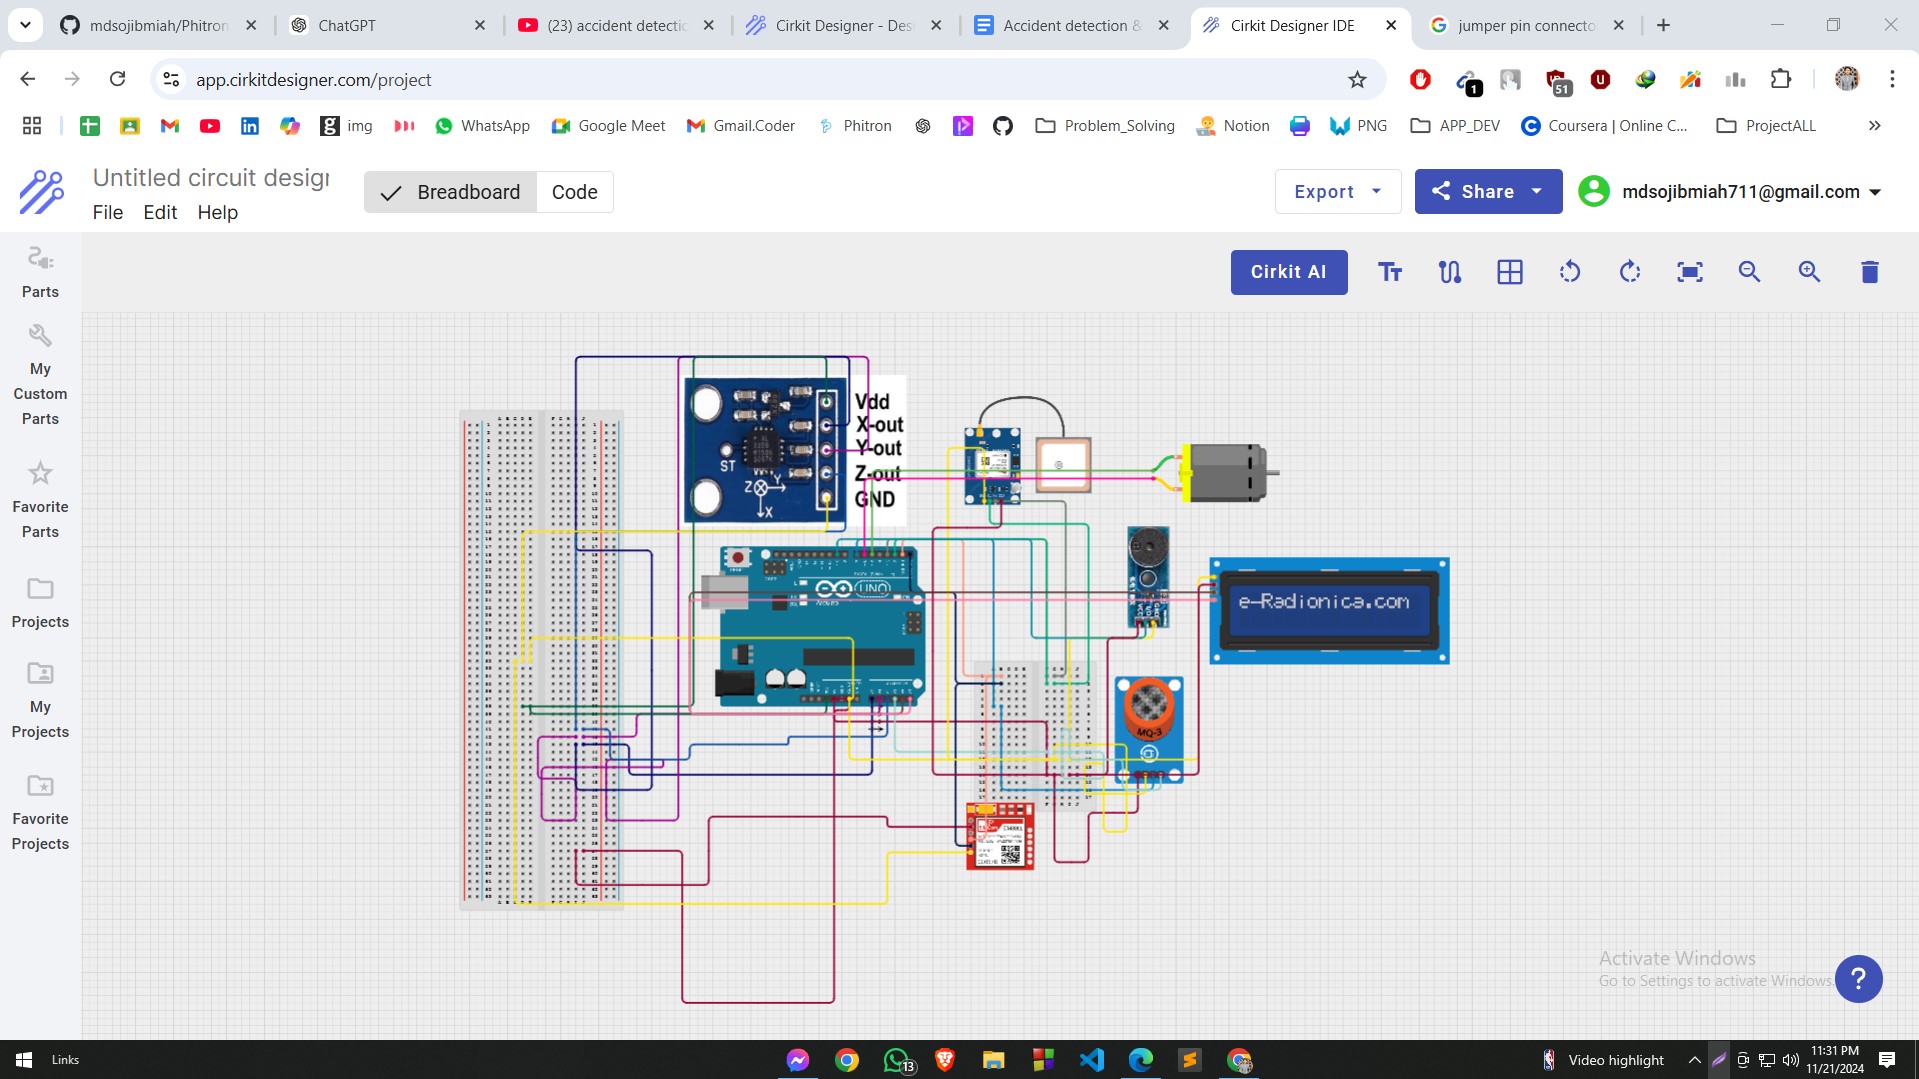 mdsojibmiah/Phitron
ChatGPT
(23) accident detectic
Cirkit Designer - Des
Accident detection &
Cirkit Designer IDE
jumper pin connecto
app.cirkitdesigner.com/project
1
51
img
WhatsApp
Google Meet
Gmail.Coder
Phitron
Problem_Solving
Notion
PNG
APP_DEV
Coursera | Online C...
ProjectALL
Untitled circuit desigr
File Edit Help
Breadboard
Code
Export
Share
mdsojibmiah711@gmail.com
Cirkit AI
Parts
My
Custom
Parts
Favorite
Parts
Projects
My
Projects
Favorite
Projects
Vdd
X-out
Y-out
Z-out
GND
ST
Z
Y
X
UNO
e-Radionica.com
MQ-3
Activate Windows
Go to Settings to activate Windows.
?
Links
13
Video highlight
11:31 PM
11/21/2024